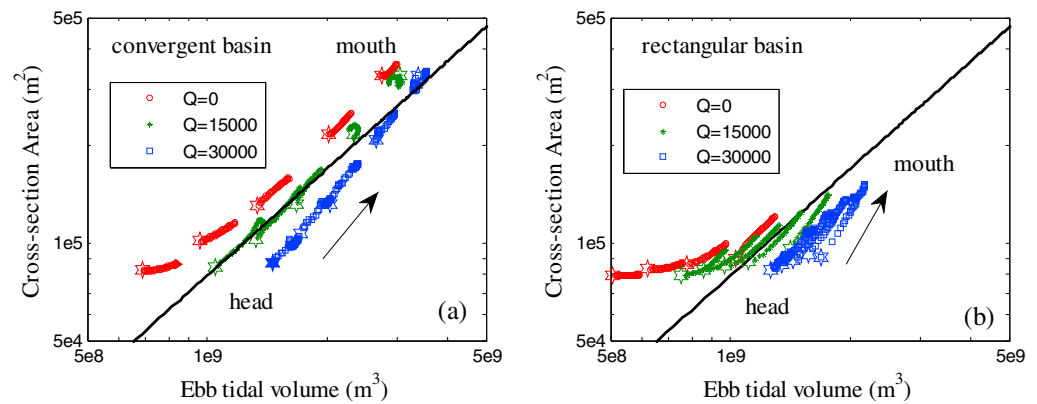 5e5
convergent basin
mouth
Q=0
Q=15000
Q=30000
1e5
head
(a)
5e4
5e8
1e9
5e9
Cross-section Area (m²)
Ebb tidal volume (m³)
5e5
rectangular basin
Q=0
Q=15000
Q=30000
mouth
1e5
head
(b)
5e4
5e8
1e9
5e9
Cross-section Area (m²)
Ebb tidal volume (m³)